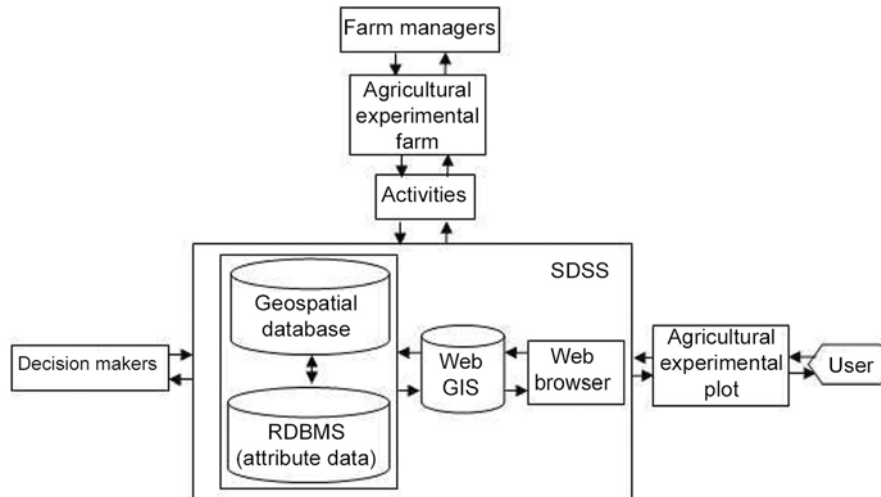 Farm managers
Agricultural
experimental
farm
Activities
SDSS
Geospatial
database
RDBMS
(attribute data)
Web
GIS
Web
browser
Decision makers
Agricultural
experimental
plot
User